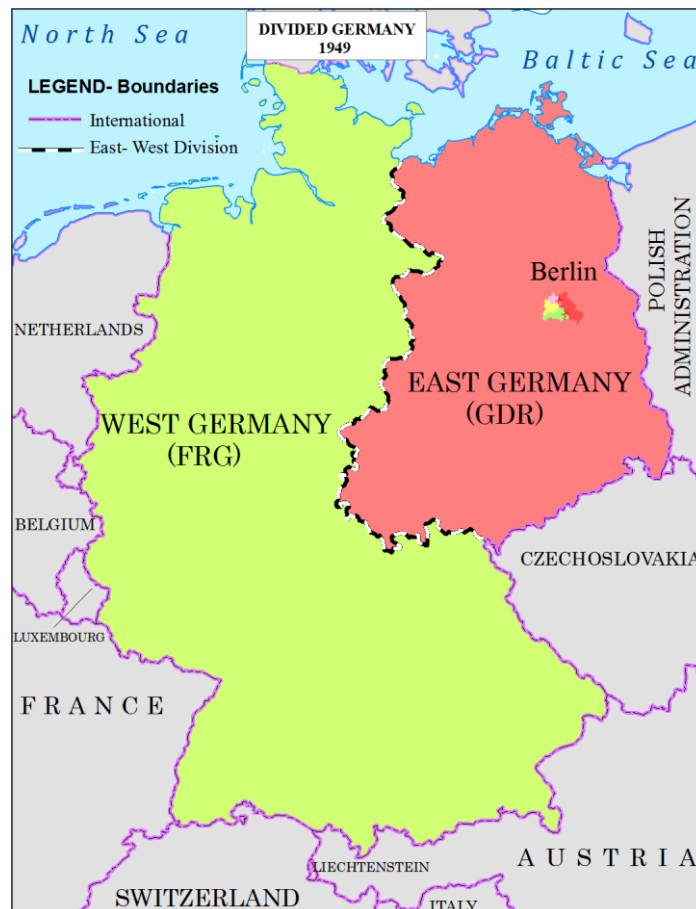 North Sea
DIVIDED GERMANY
1949
Baltic Sea
LEGEND- Boundaries
International
East- West Division
POLISH
ADMINISTRATION
Berlin
NETHERLANDS
EAST GERMANY
(GDR)
WEST GERMANY
(FRG)
BELGIUM
CZECHOSLOVAKIA
LUXEMBOURG
FRANCE
AUSTRIA
LIECHTENSTEIN
SWITZERLAND
ITALY